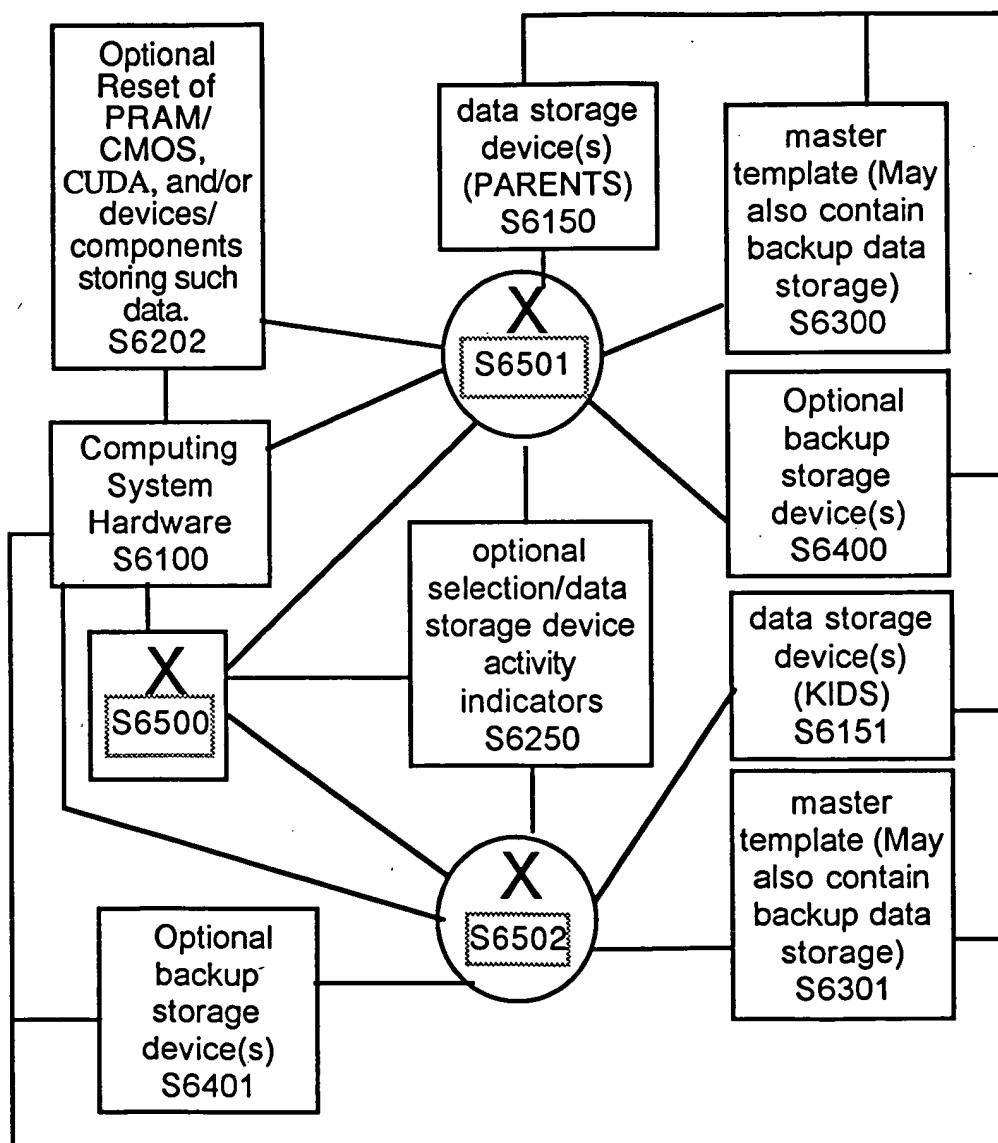 Optional
Reset of
PRAM/
CMOS,
CUDA, and/or
devices/
components
storing such
data.
S6202
data storage
device(s)
(PARENTS)
S6150
master
template (May
also contain
backup data
storage)
S6300
X
S6501
Computing
System
Hardware
S6100
Optional
backup
storage
device(s)
S6400
optional
selection/data
storage device
activity
indicators
S6250
X
S6500
data storage
device(s)
(KIDS)
S6151
master
template (May
also contain
backup data
storage)
S6301
X
S6502
Optional
backup
storage
device(s)
S6401